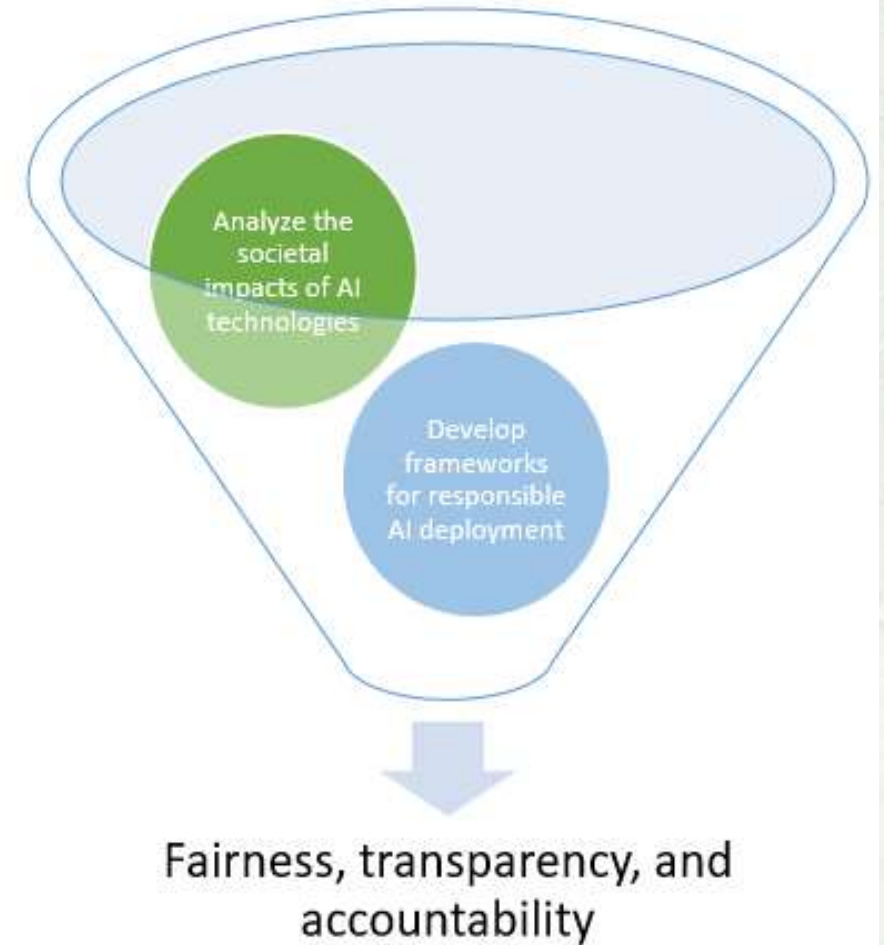 Analyze the
societal
impacts of AI
technologies
Develop
frameworks
for responsible
AI deployment
Fairness, transparency, and
accountability